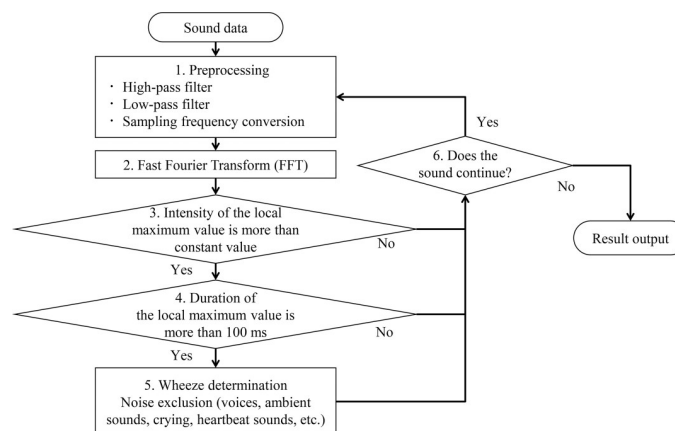 Sound data
1. Preprocessing
・ High-pass filter
・ Low-pass filter
・ Sampling frequency conversion
2. Fast Fourier Transform (FFT)
3. Intensity of the local
maximum value is more than
constant value
No
Yes
4. Duration of
the local maximum value is
more than 100 ms
No
Yes
5. Wheeze determination
Noise exclusion (voices, ambient
sounds, crying, heartbeat sounds, etc.)
Yes
6. Does the
sound continue?
No
Result output